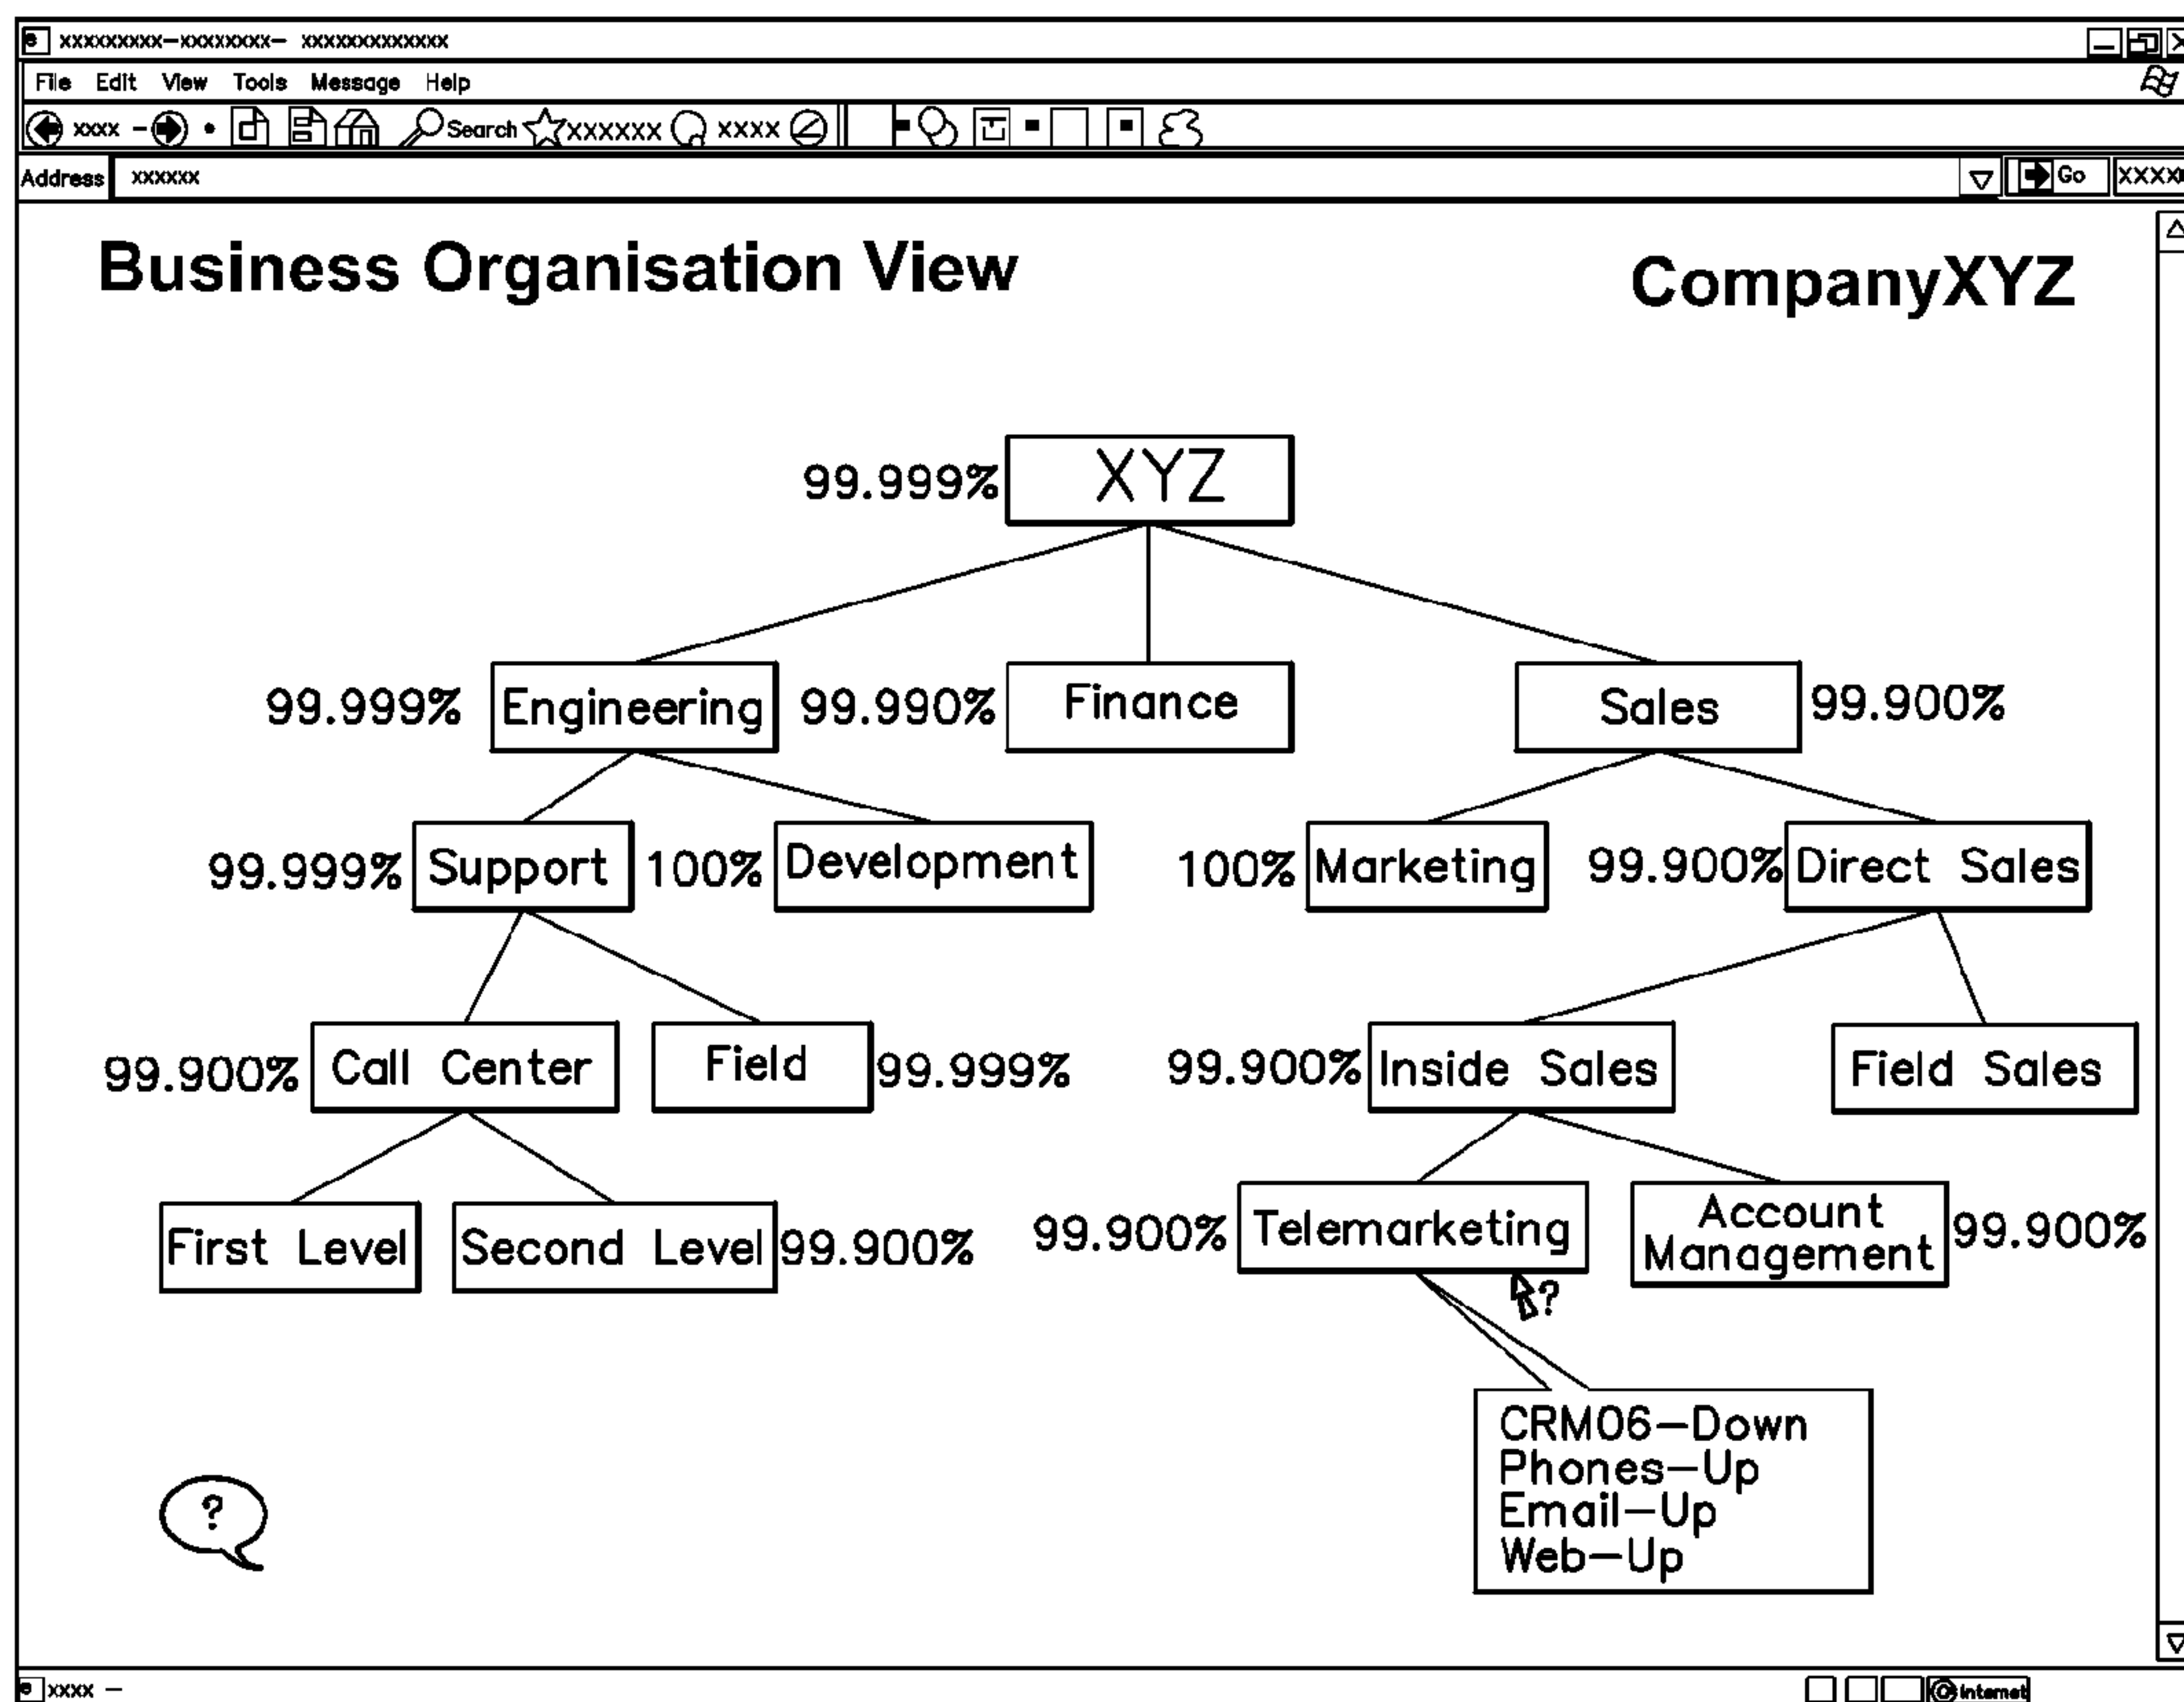 xxxxxxxxx-xxxxxxxx- xxxxxxxxxxxxx
File Edit View Tools Message Help
xxxx - Search xxxxxx xxxx
Address xxxxxx Go xxxx
Business Organisation View CompanyXYZ
99.999% XYZ
99.999% Engineering 99.990% Finance Sales 99.900%
99.999% Support 100% Development 100% Marketing 99.900% Direct Sales
99.900% Call Center Field 99.999% 99.900% Inside Sales Field Sales
First Level Second Level 99.900% 99.900% Telemarketing Account Management 99.900%
?
CRM06-Down
Phones-Up
Email-Up
Web-Up
?
e xxxx - Internet